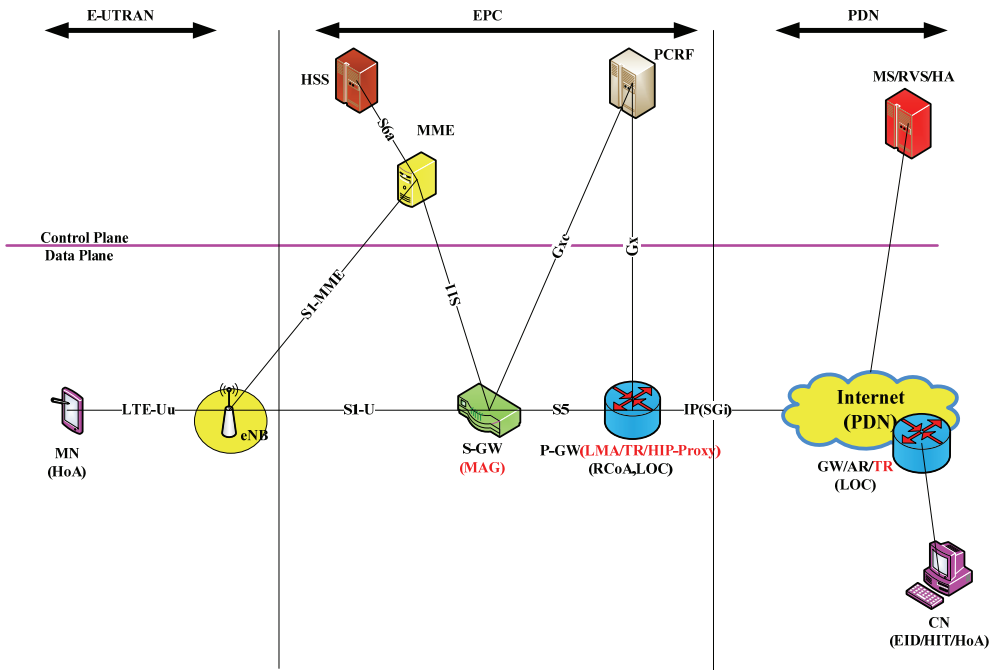 E-UTRAN
EPC
PDN
HSS
PCRF
MS/RVS/HA
S6a
MME
Control Plane
Data Plane
Gxc
Gx
S1-MME
S11
LTE-Uu
eNB
S1-U
S5
IP(SGi)
Internet
(PDN)
MN
(HoA)
S-GW
(MAG)
P-GW(LMA/TR/HIP-Proxy)
(RCoA,LOC)
GW/AR/TR
(LOC)
CN
(EID/HIT/HoA)